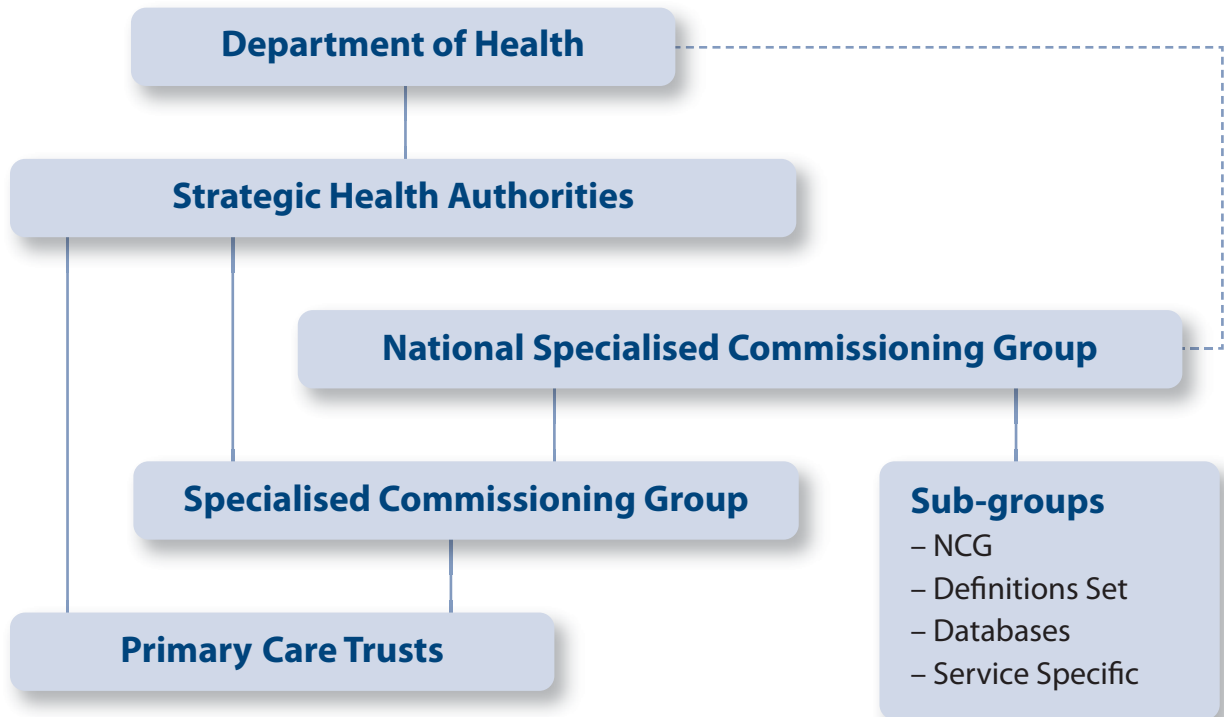 Department of Health
Strategic Health Authorities
National Specialised Commissioning Group
Specialised Commissioning Group
Sub-groups
– NCG
– Definitions Set
– Databases
– Service Specific
Primary Care Trusts